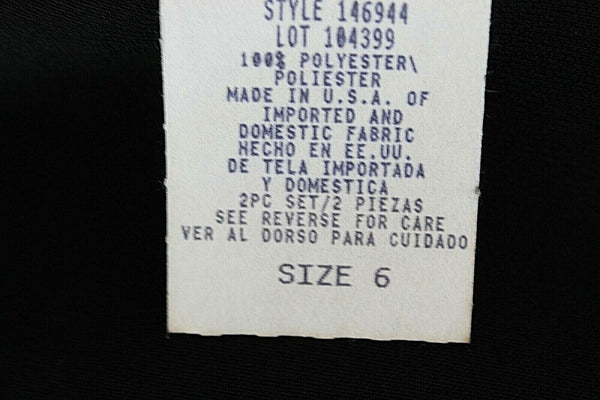 STYLE 146944
LOT 104399
100% POLYESTER\
POLIESTER
MADE IN U.S.A. OF
IMPORTED AND
DOMESTIC FABRIC
HECHO EN EE.UU.
DE TELA IMPORTADA
Y DOMESTICA
2PC SET/2 PIEZAS
SEE REVERSE FOR CARE
VER AL DORSO PARA CUIDADO
SIZE 6